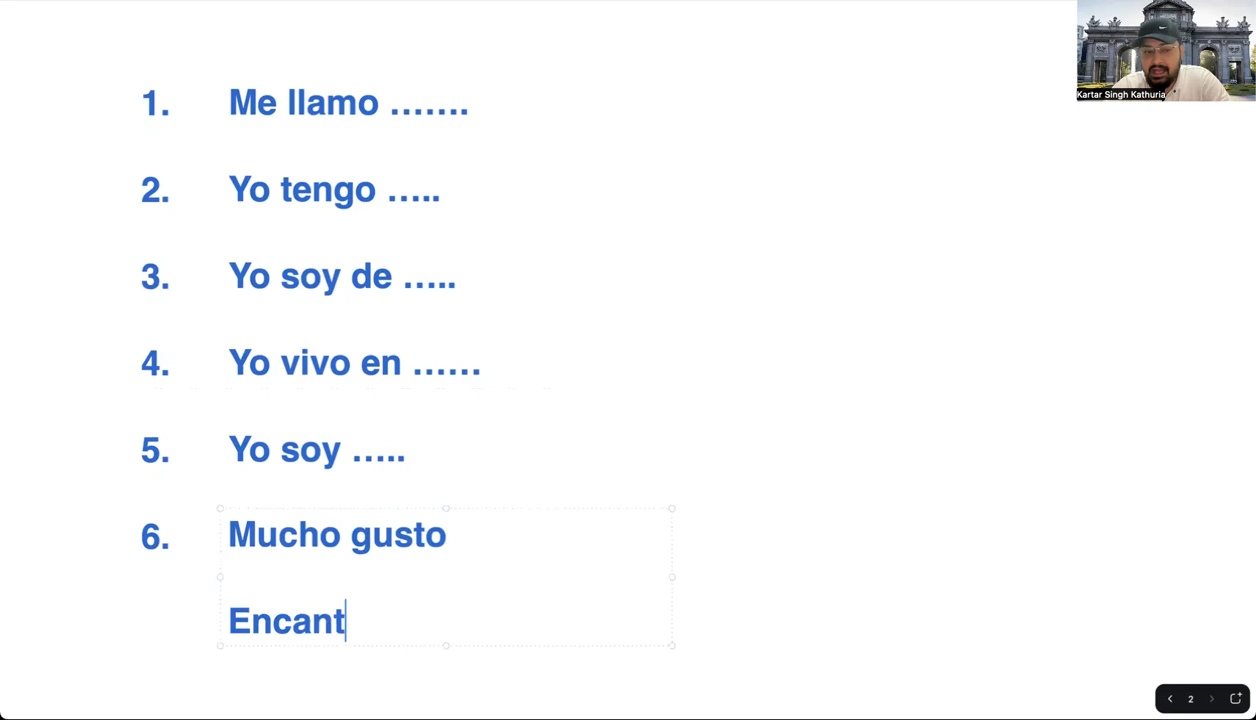 Kartar Singh Kathuria
1. Me llamo …....
2. Yo tengo …..
3. Yo soy de …..
4. Yo vivo en ……
5. Yo soy …..
6. Mucho gusto
Encant
2